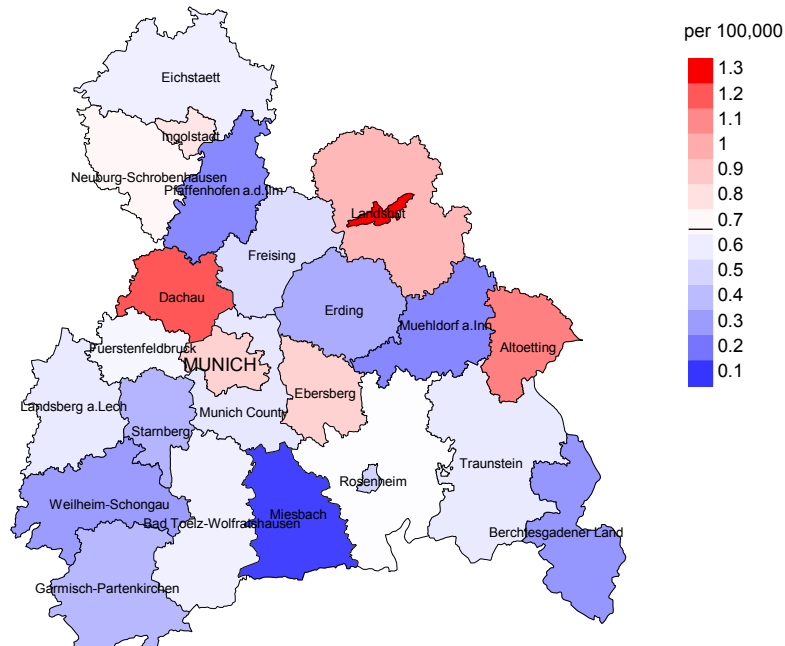 per 100,000
1.3
1.2
1.1
1
0.9
0.8
0.7
0.6
0.5
0.4
0.3
0.2
0.1
Eichstaett
Ingolstadt
Neuburg-Schrobenhausen
Pfaffenhofen a.d.Ilm
Landshut
Freising
Dachau
Erding
Muehldorf a.Inn
Altoetting
Fuerstenfeldbruck
MUNICH
Ebersberg
Landsberg a.Lech
Munich County
Starnberg
Traunstein
Rosenheim
Weilheim-Schongau
Miesbach
Bad Toelz-Wolfratshausen
Berchtesgadener Land
Garmisch-Partenkirchen